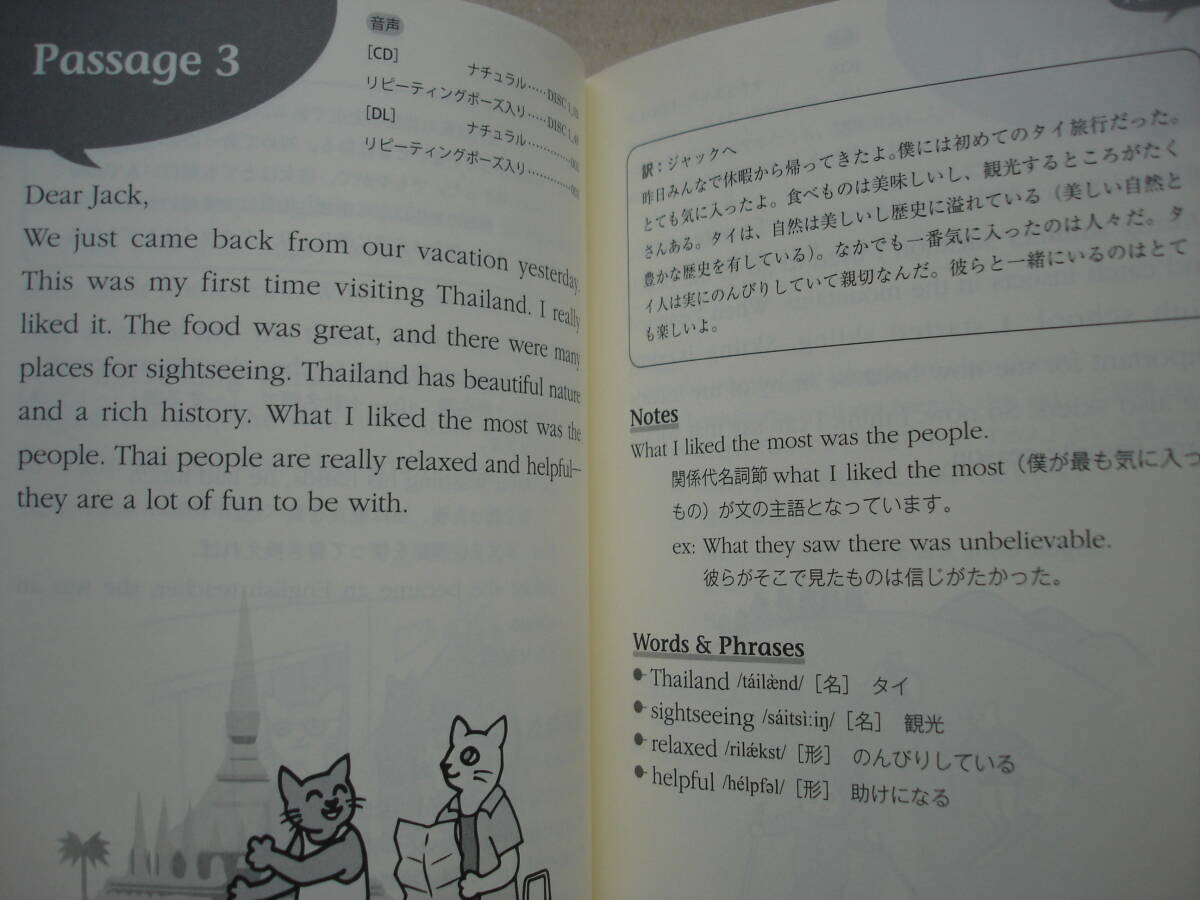 Passage 3
音声
[CD]
ナチュラル……DISC 1,
リピーティングポーズ入り……DISC 1,
[DL]
ナチュラル…………
リピーティングポーズ入り…………
Dear Jack,
We just came back from our vacation yesterday.
This was my first time visiting Thailand. I really
liked it. The food was great, and there were many
places for sightseeing. Thailand has beautiful nature
and a rich history. What I liked the most was the
people. Thai people are really relaxed and helpful–
they are a lot of fun to be with.
訳：ジャックへ
昨日みんなで休暇から帰ってきたよ。僕には初めてのタイ旅行だった。
とても気に入ったよ。食べものは美味しいし、観光するところがたく
さんある。タイは、自然は美しいし歴史に溢れている（美しい自然と
豊かな歴史を有している）。なかでも一番気に入ったのは人々だ。タ
イ人は実にのんびりしていて親切なんだ。彼らと一緒にいるのはとて
も楽しいよ。
Notes
What I liked the most was the people.
関係代名詞節 what I liked the most（僕が最も気に入っ
もの）が文の主語となっています。
ex: What they saw there was unbelievable.
彼らがそこで見たものは信じがたかった。
Words & Phrases
Thailand /táilænd/［名］ タイ
sightseeing /sáitsì:iŋ/［名］ 観光
relaxed /rilǽkst/［形］ のんびりしている
helpful /hélpfəl/［形］ 助けになる